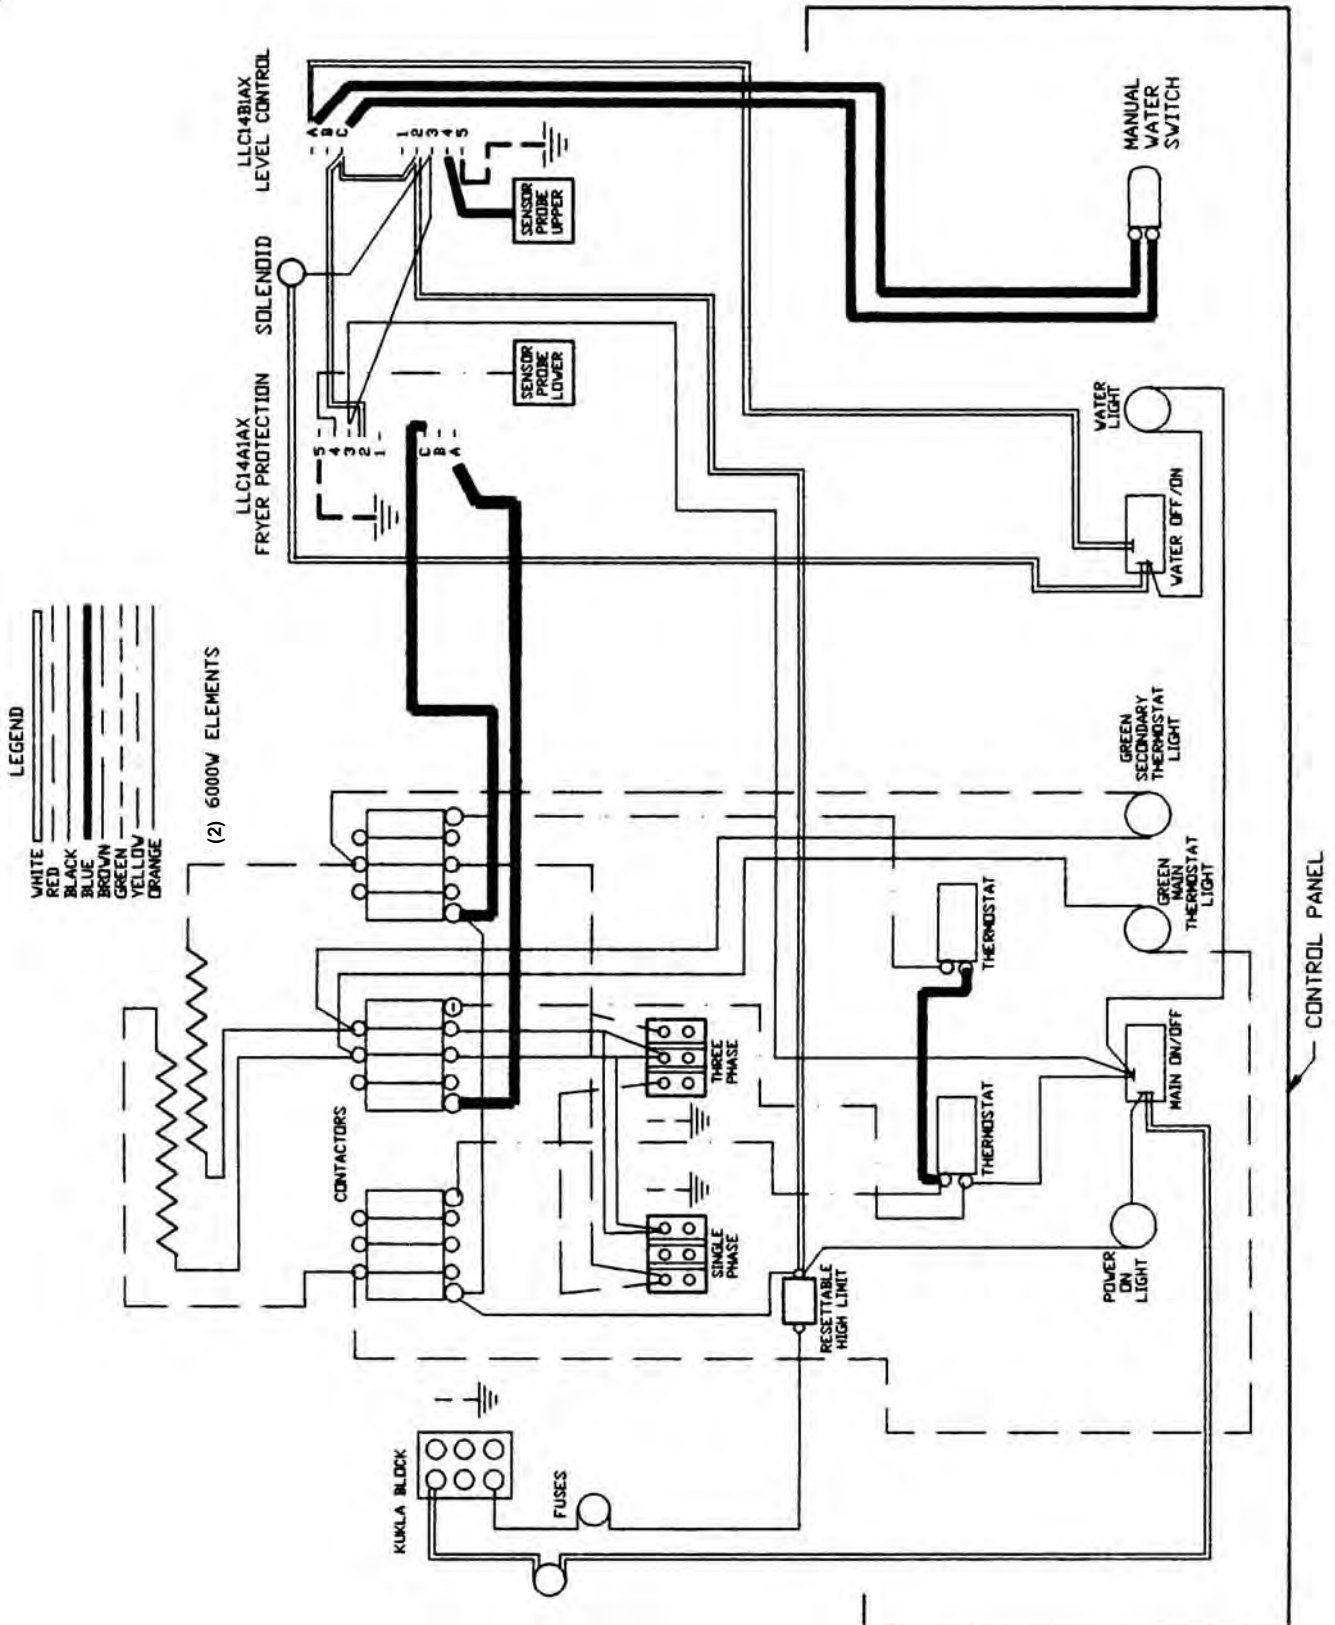 LEGEND
WHITE
RED
BLACK
BLUE
BROWN
GREEN
YELLOW
ORANGE
(2) 6000W ELEMENTS
LLC14A1AX
FRYER PROTECTION
SOLENOID
LLC14B1AX
LEVEL CONTROL
- A
- B
- C
- 1
- 2
- 3
- 4
- 5
5 -
4 -
3 -
2 -
1 -
C -
B -
A -
SENSOR
PROBE
UPPER
SENSOR
PROBE
LOWER
MANUAL
WATER
SWITCH
WATER
LIGHT
WATER OFF/ON
CONTACTORS
GREEN
SECONDARY
THERMOSTAT
LIGHT
GREEN
MAIN
THERMOSTAT
LIGHT
THERMOSTAT
THERMOSTAT
MAIN ON/OFF
THREE
PHASE
SINGLE
PHASE
POWER
ON
LIGHT
RESETTABLE
HIGH LIMIT
KUKLA BLOCK
FUSES
CONTROL PANEL